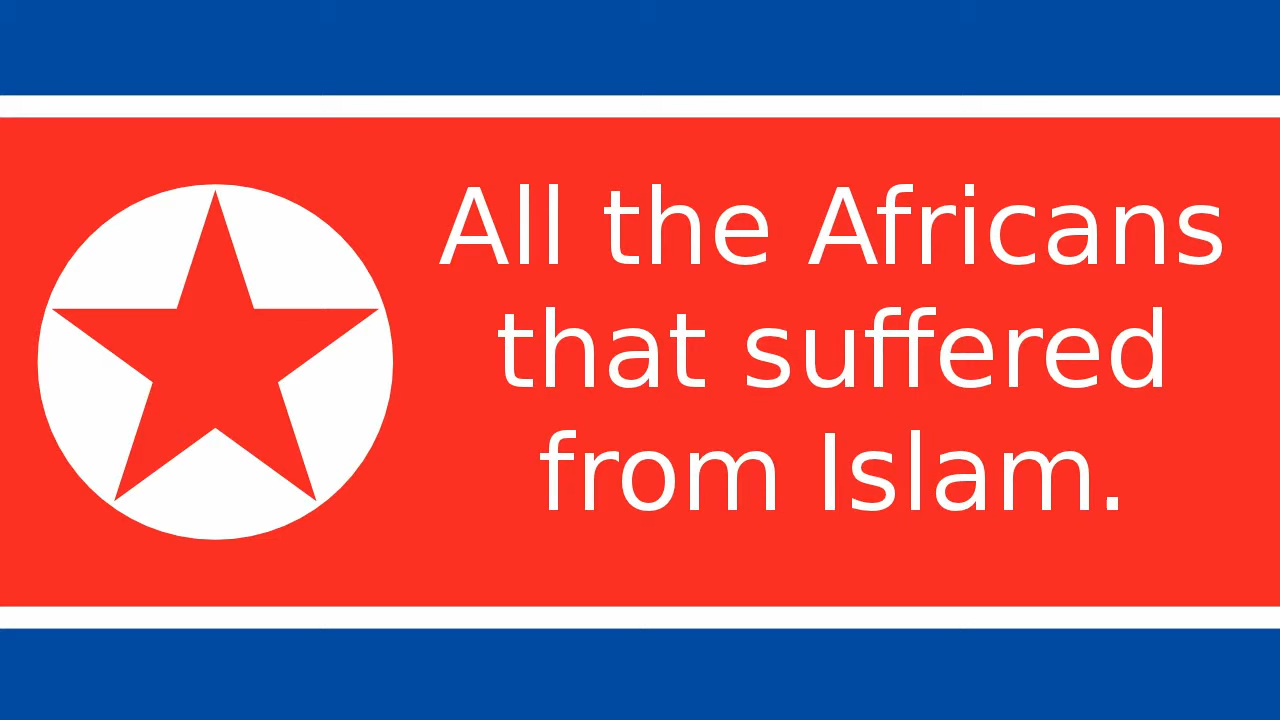 All the Africans
that suffered
from Islam.